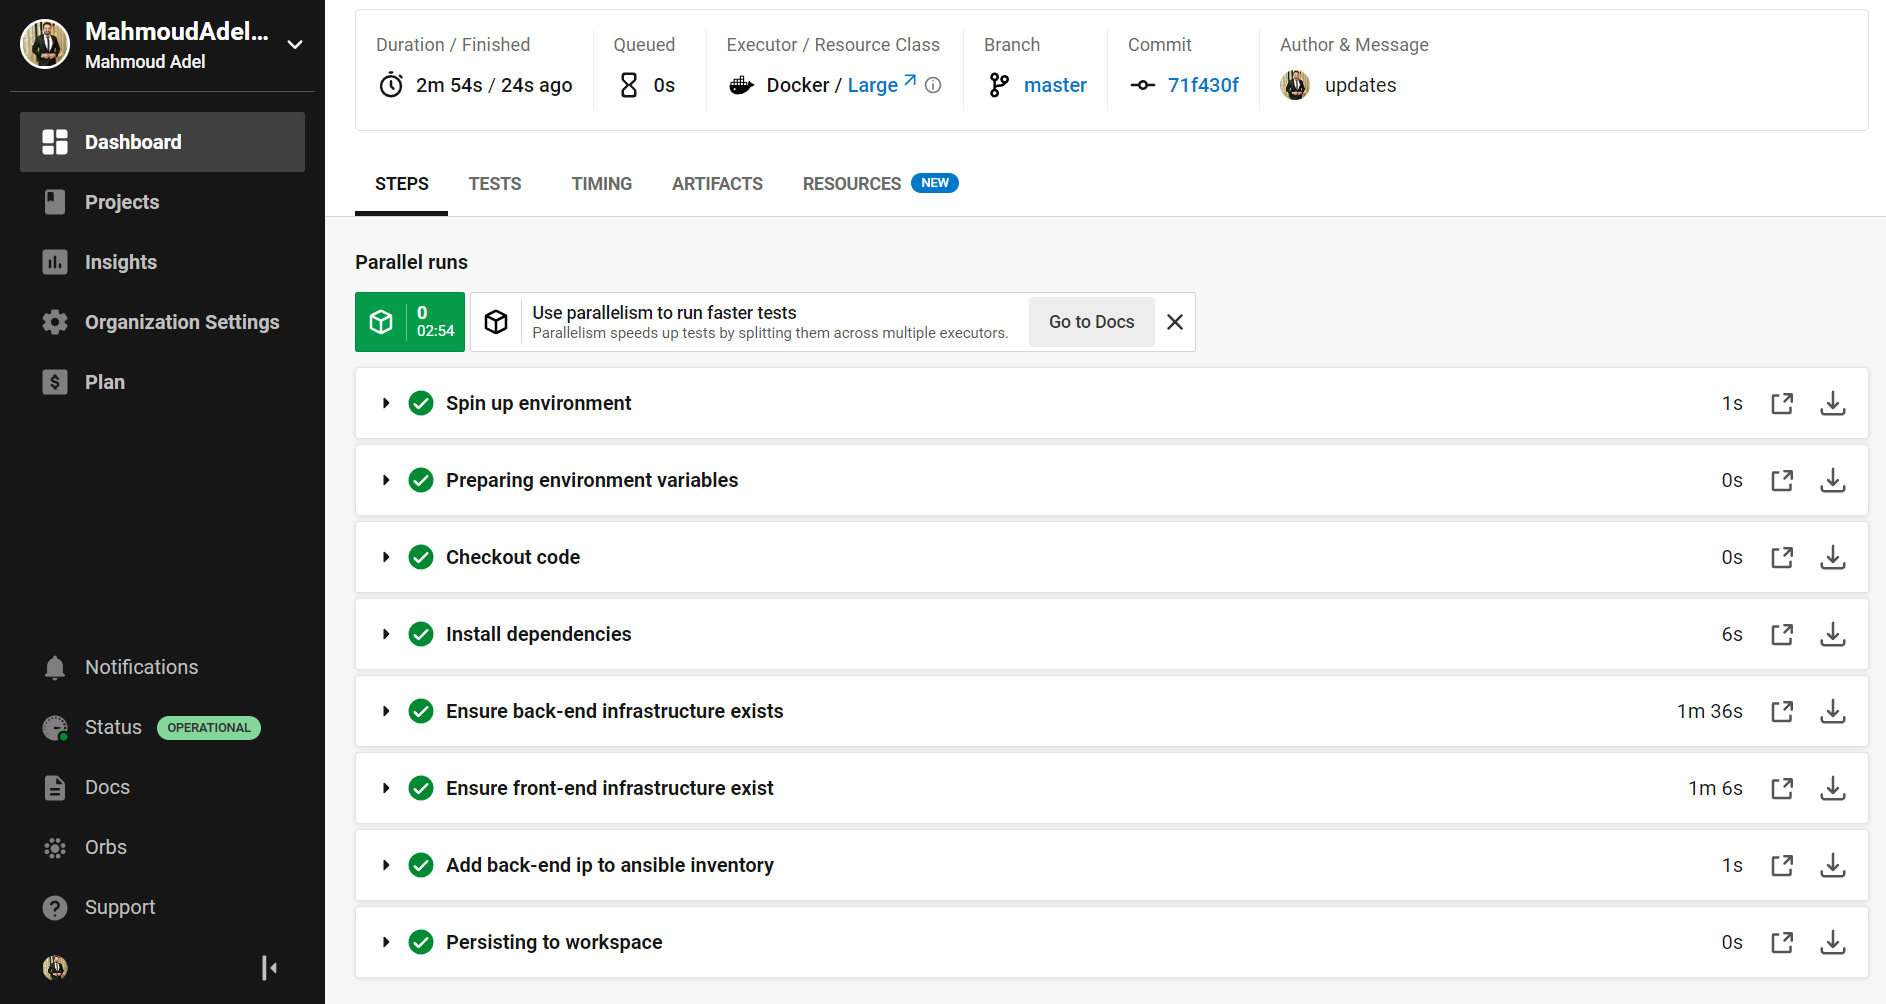 MahmoudAdel...
Mahmoud Adel
Dashboard
Projects
Insights
Organization Settings
Plan
Notifications
Status OPERATIONAL
Docs
Orbs
Support
Duration / Finished
2m 54s / 24s ago
Queued
0s
Executor / Resource Class
Docker / Large
Branch
master
Commit
71f430f
Author & Message
updates
STEPS TESTS TIMING ARTIFACTS RESOURCES NEW
Parallel runs
0
02:54
Use parallelism to run faster tests
Parallelism speeds up tests by splitting them across multiple executors.
Go to Docs
Spin up environment 1s
Preparing environment variables 0s
Checkout code 0s
Install dependencies 6s
Ensure back-end infrastructure exists 1m 36s
Ensure front-end infrastructure exist 1m 6s
Add back-end ip to ansible inventory 1s
Persisting to workspace 0s